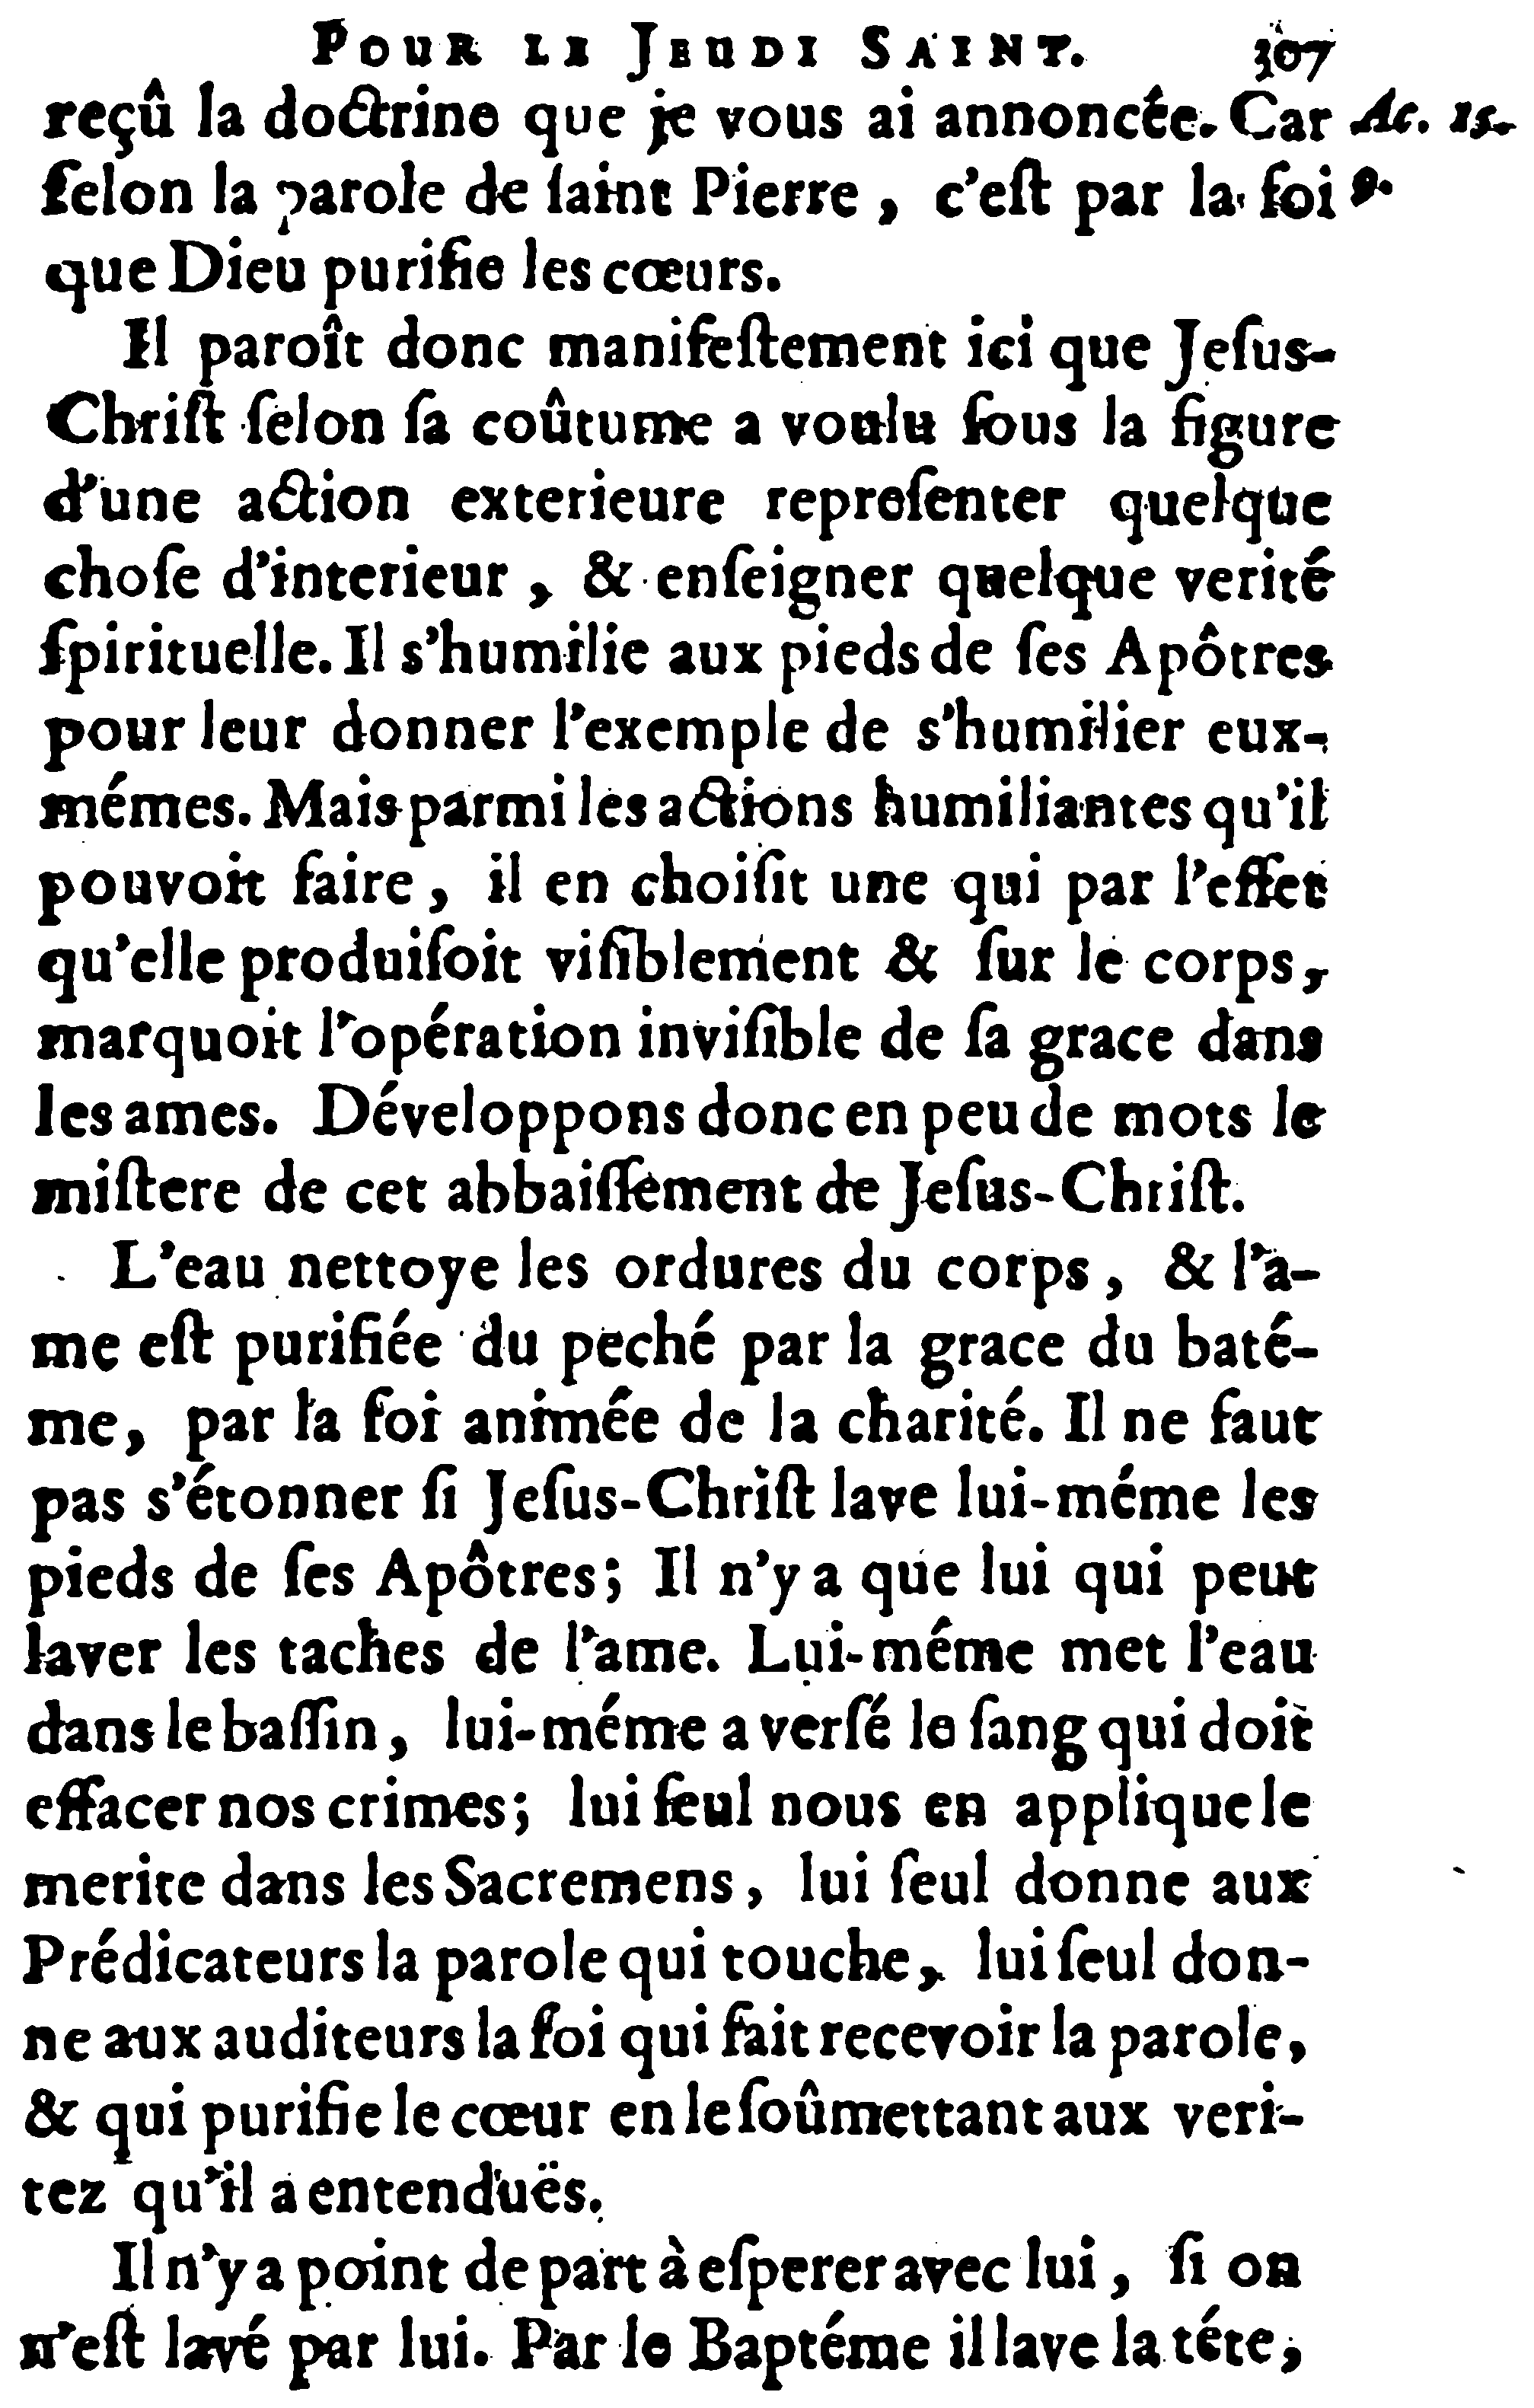 POUR LE JEUDI SAINT. 307
reçû la doctrine que je vous ai annoncée. Car Ac. 15.
ſelon la parole de ſaint Pierre, c'eſt par la foi 9.
que Dieu purifie les cœurs.
Il paroît donc manifeſtement ici que Jeſus-
Chriſt ſelon ſa coûtume a voulu ſous la figure
d'une action exterieure repreſenter quelque
choſe d'interieur, & enſeigner quelque verité
ſpirituelle. Il s'humilie aux pieds de ſes Apôtres
pour leur donner l'exemple de s'humilier eux-
mémes. Mais parmi les actions humiliantes qu'il
pouvoit faire, il en choiſit une qui par l'effet
qu'elle produiſoit viſiblement & ſur le corps,
marquoit l'opération inviſible de ſa grace dans
les ames. Développons donc en peu de mots le
miſtere de cet abbaiſſement de Jeſus-Chriſt.
L'eau nettoye les ordures du corps, & l'a-
me eſt purifiée du peché par la grace du baté-
me, par la foi animée de la charité. Il ne faut
pas s'étonner ſi Jeſus-Chriſt lave lui-méme les
pieds de ſes Apôtres; Il n'y a que lui qui peut
laver les taches de l'ame. Lui-méme met l'eau
dans le baſſin, lui-méme a verſé le ſang qui doit
effacer nos crimes; lui ſeul nous en applique le
merite dans les Sacremens, lui ſeul donne aux
Prédicateurs la parole qui touche, lui ſeul don-
ne aux auditeurs la foi qui fait recevoir la parole,
& qui purifie le cœur en le ſoûmettant aux veri-
tez qu'il a entenduës.
Il n'y a point de part à eſperer avec lui, ſi on
n'eſt lavé par lui. Par le Baptéme il lave la téte,